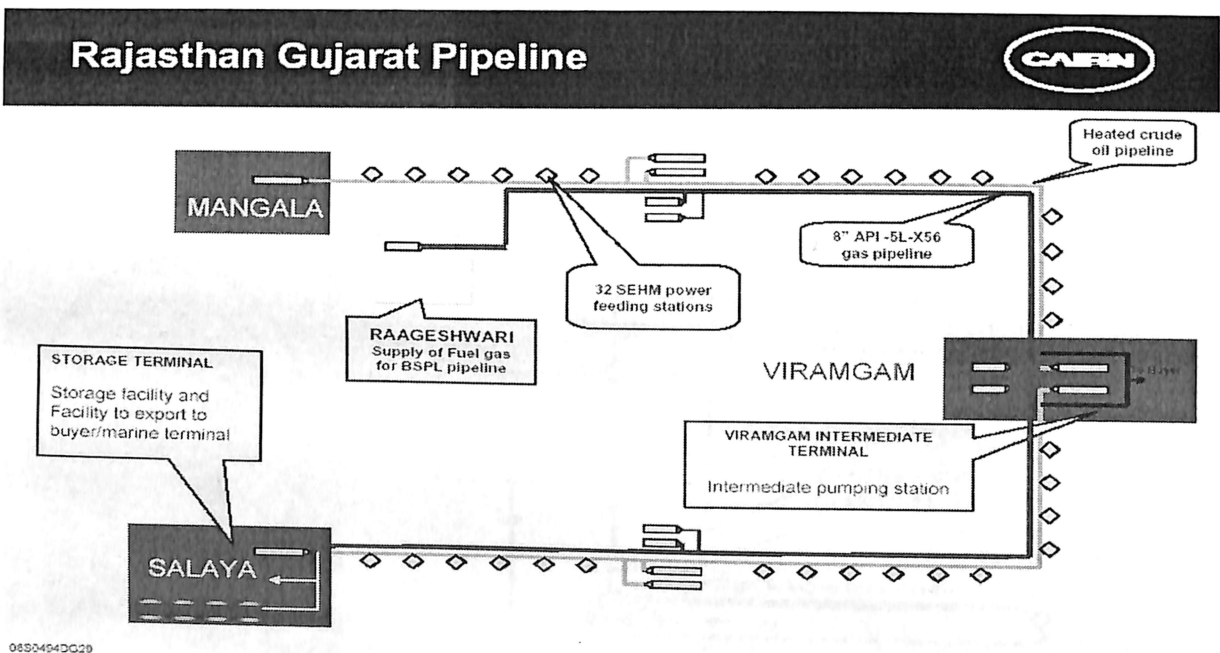 Rajasthan Gujarat Pipeline
CAIRN
Heated crude
oil pipeline
MANGALA
8" API -5L-X56
gas pipeline
32 SEHM power
feeding stations
RAAGESHWARI
Supply of Fuel gas
for BSPL pipeline
STORAGE TERMINAL
Storage facility and
Facility to export to
buyer/marine terminal
VIRAMGAM
To Buyer
VIRAMGAM INTERMEDIATE
TERMINAL
Intermediate pumping station
SALAYA